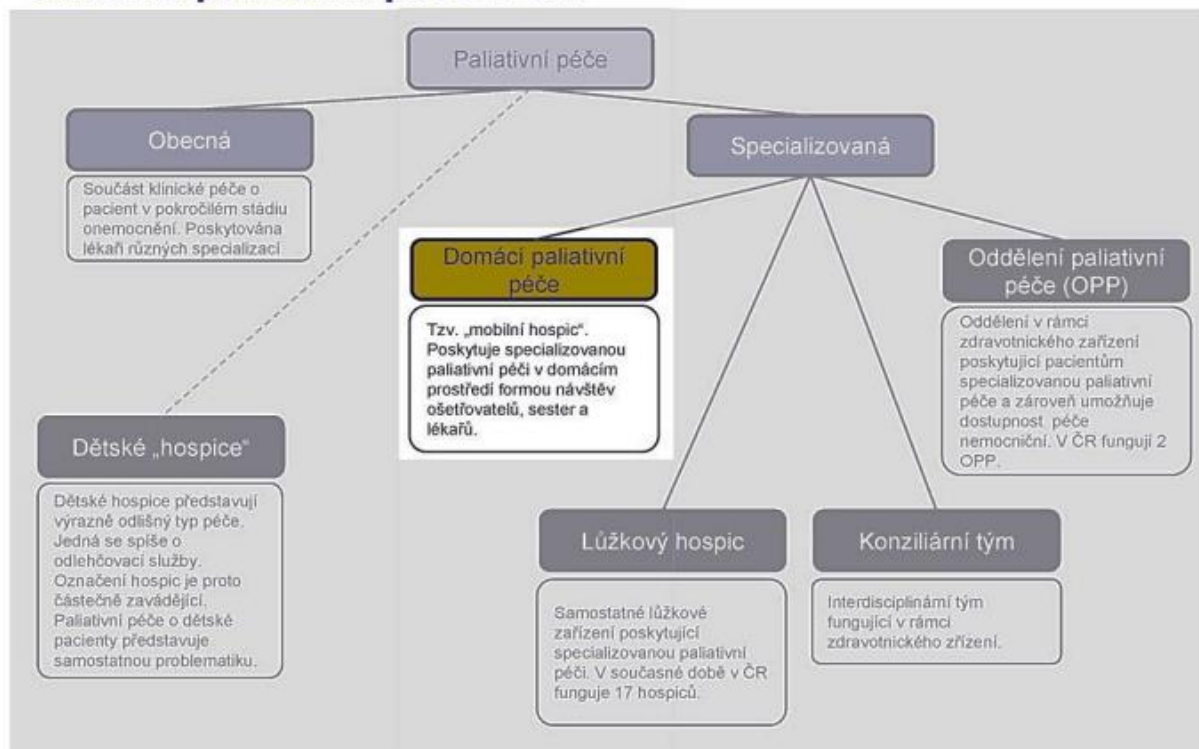 Paliativní péče
Obecná
Součást klinické péče o
pacient v pokročilém stádiu
onemocnění. Poskytována
lékaři různých specializací
Specializovaná
Domácí paliativní
péče
Tzv. „mobilní hospic“.
Poskytuje specializovanou
paliativní péči v domácím
prostředí formou návštěv
ošetřovatelů, sester a
lékařů.
Oddělení paliativní
péče (OPP)
Oddělení v rámci
zdravotnického zařízení
poskytující pacientům
specializovanou paliativní
péče a zároveň umožňuje
dostupnost péče
nemocniční. V ČR fungují 2
OPP.
Dětské „hospice“
Dětské hospice představují
výrazně odlišný typ péče.
Jedná se spíše o
odlehčovací služby.
Označení hospic je proto
částečně zavádějící.
Paliativní péče o dětské
pacienty představuje
samostatnou problematiku.
Lůžkový hospic
Samostatné lůžkové
zařízení poskytující
specializovanou paliativní
péči. V současné době v ČR
funguje 17 hospiců.
Konziliární tým
Interdisciplinární tým
fungující v rámci
zdravotnického zřízení.